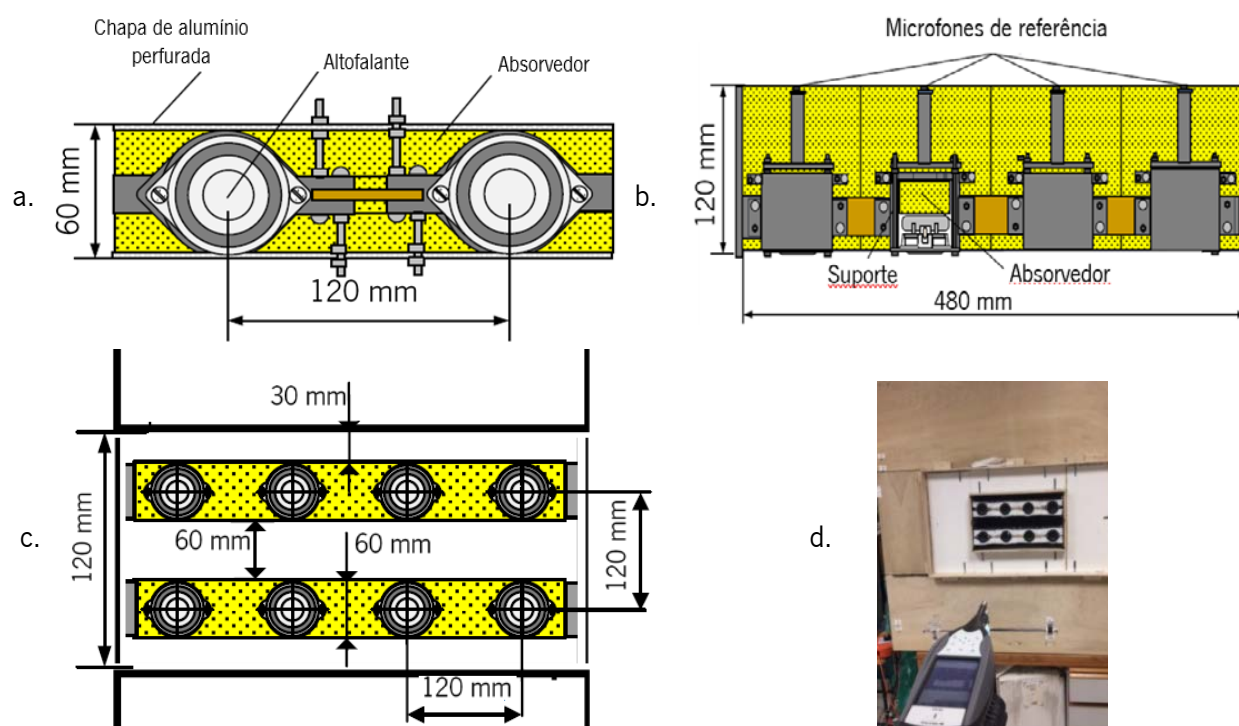 Chapa de alumínio
perfurada
Altofalante
Absorvedor
60 mm
120 mm
a.
Microfones de referência
120 mm
Suporte
Absorvedor
480 mm
b.
30 mm
120 mm
60 mm
60 mm
120 mm
120 mm
c.
d.